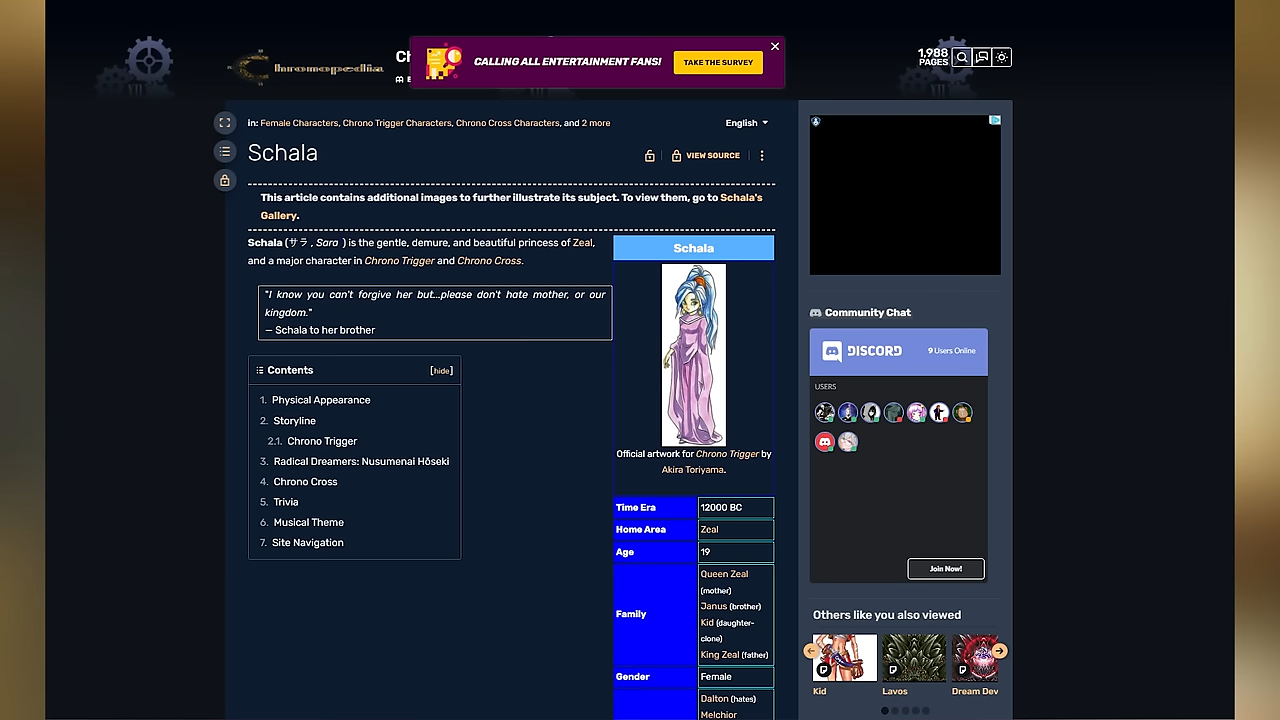 CALLING ALL ENTERTAINMENT FANS!
TAKE THE SURVEY
Chronopedia
Ch
1,988
PAGES
in: Female Characters, Chrono Trigger Characters, Chrono Cross Characters, and 2 more
English
Schala
VIEW SOURCE
This article contains additional images to further illustrate its subject. To view them, go to Schala's
Gallery.
Schala (サラ , Sara ) is the gentle, demure, and beautiful princess of Zeal,
and a major character in Chrono Trigger and Chrono Cross.
"I know you can't forgive her but...please don't hate mother, or our
kingdom."
— Schala to her brother
Contents [hide]
1. Physical Appearance
2. Storyline
2.1. Chrono Trigger
3. Radical Dreamers: Nusumenai Hōseki
4. Chrono Cross
5. Trivia
6. Musical Theme
7. Site Navigation
Schala
Official artwork for Chrono Trigger by
Akira Toriyama.
Time Era 12000 BC
Home Area Zeal
Age 19
Family
Queen Zeal
(mother)
Janus (brother)
Kid (daughter-
clone)
King Zeal (father)
Gender Female
Dalton (hates)
Melchior
Community Chat
DISCORD
9 Users Online
USERS
Join Now!
Others like you also viewed
Kid
Lavos
Dream Dev